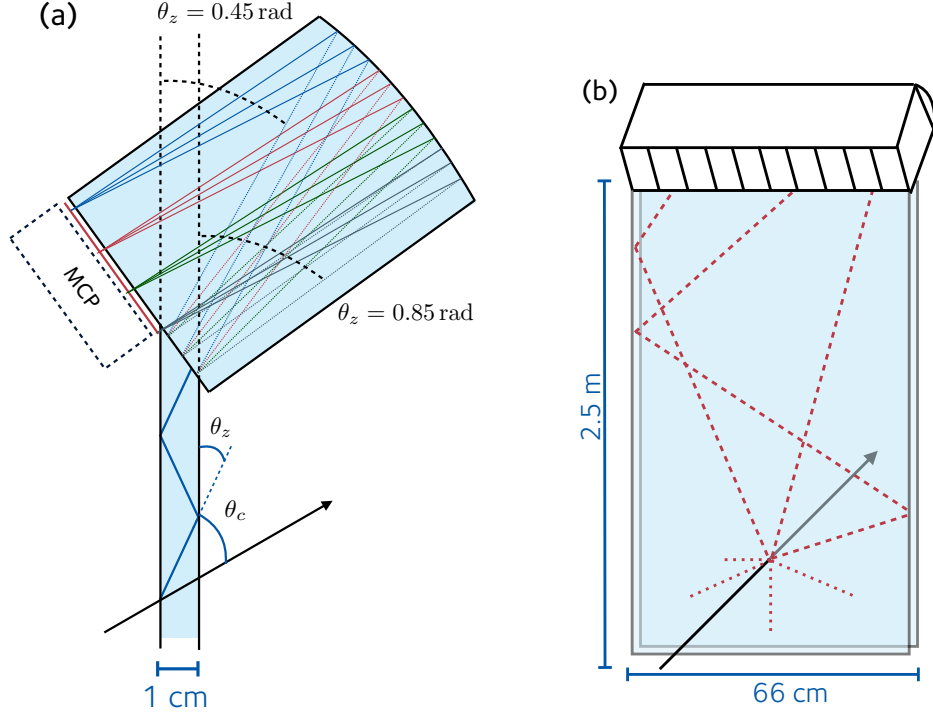 (a)
θ_z = 0.45 rad
MCP
θ_z = 0.85 rad
θ_z
θ_c
1 cm
(b)
2.5 m
66 cm